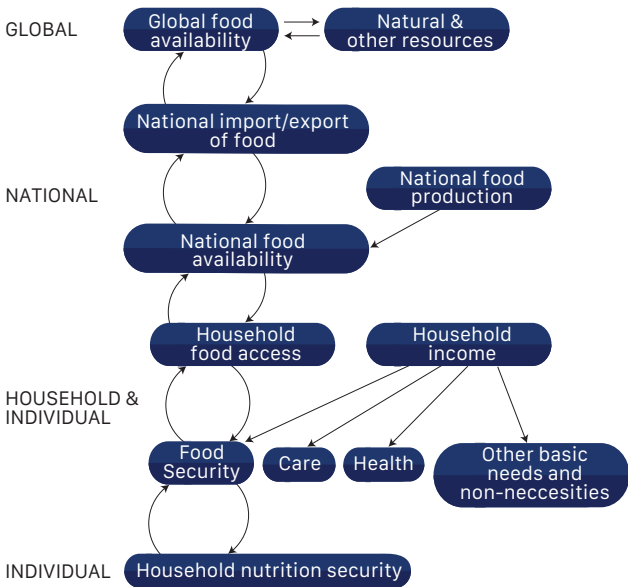 GLOBAL
Global food
availability
Natural &
other resources
National import/export
of food
NATIONAL
National food
production
National food
availability
Household
food access
Household
income
HOUSEHOLD &
INDIVIDUAL
Food
Security
Care
Health
Other basic
needs and
non-neccesities
INDIVIDUAL
Household nutrition security